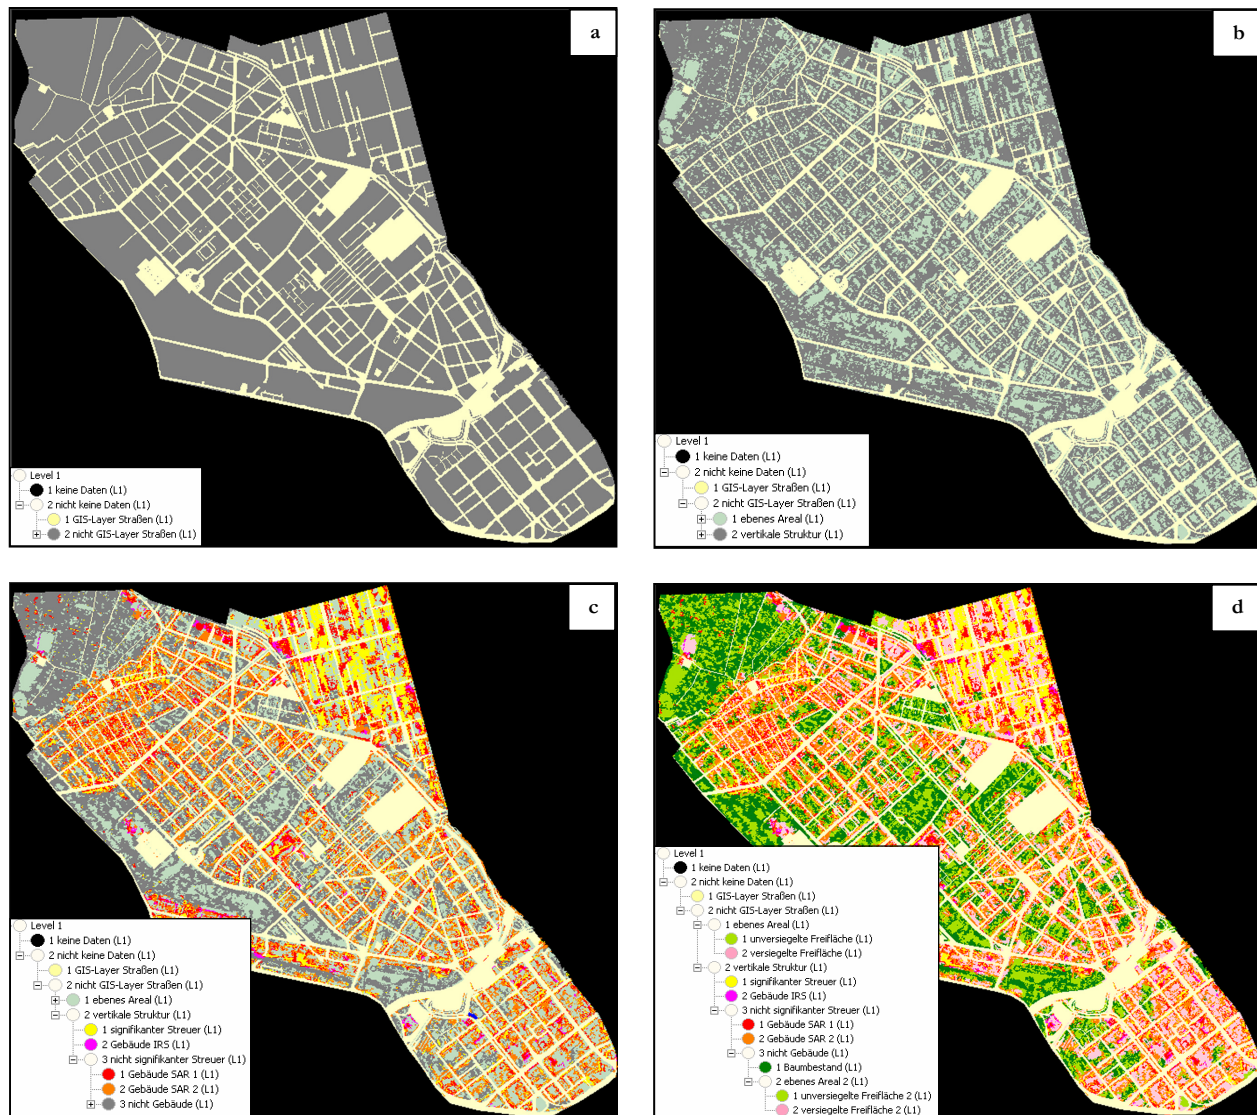 a
Level 1
1 keine Daten (L1)
2 nicht keine Daten (L1)
1 GIS-Layer Straßen (L1)
2 nicht GIS-Layer Straßen (L1)
b
Level 1
1 keine Daten (L1)
2 nicht keine Daten (L1)
1 GIS-Layer Straßen (L1)
2 nicht GIS-Layer Straßen (L1)
1 ebenes Areal (L1)
2 vertikale Struktur (L1)
c
Level 1
1 keine Daten (L1)
2 nicht keine Daten (L1)
1 GIS-Layer Straßen (L1)
2 nicht GIS-Layer Straßen (L1)
1 ebenes Areal (L1)
2 vertikale Struktur (L1)
1 signifikanter Streuer (L1)
2 Gebäude IRS (L1)
3 nicht signifikanter Streuer (L1)
1 Gebäude SAR 1 (L1)
2 Gebäude SAR 2 (L1)
3 nicht Gebäude (L1)
d
Level 1
1 keine Daten (L1)
2 nicht keine Daten (L1)
1 GIS-Layer Straßen (L1)
2 nicht GIS-Layer Straßen (L1)
1 ebenes Areal (L1)
1 unversiegelte Freifläche (L1)
2 versiegelte Freifläche (L1)
2 vertikale Struktur (L1)
1 signifikanter Streuer (L1)
2 Gebäude IRS (L1)
3 nicht signifikanter Streuer (L1)
1 Gebäude SAR 1 (L1)
2 Gebäude SAR 2 (L1)
3 nicht Gebäude (L1)
1 Baumbestand (L1)
2 ebenes Areal 2 (L1)
1 unversiegelte Freifläche 2 (L1)
2 versiegelte Freifläche 2 (L1)